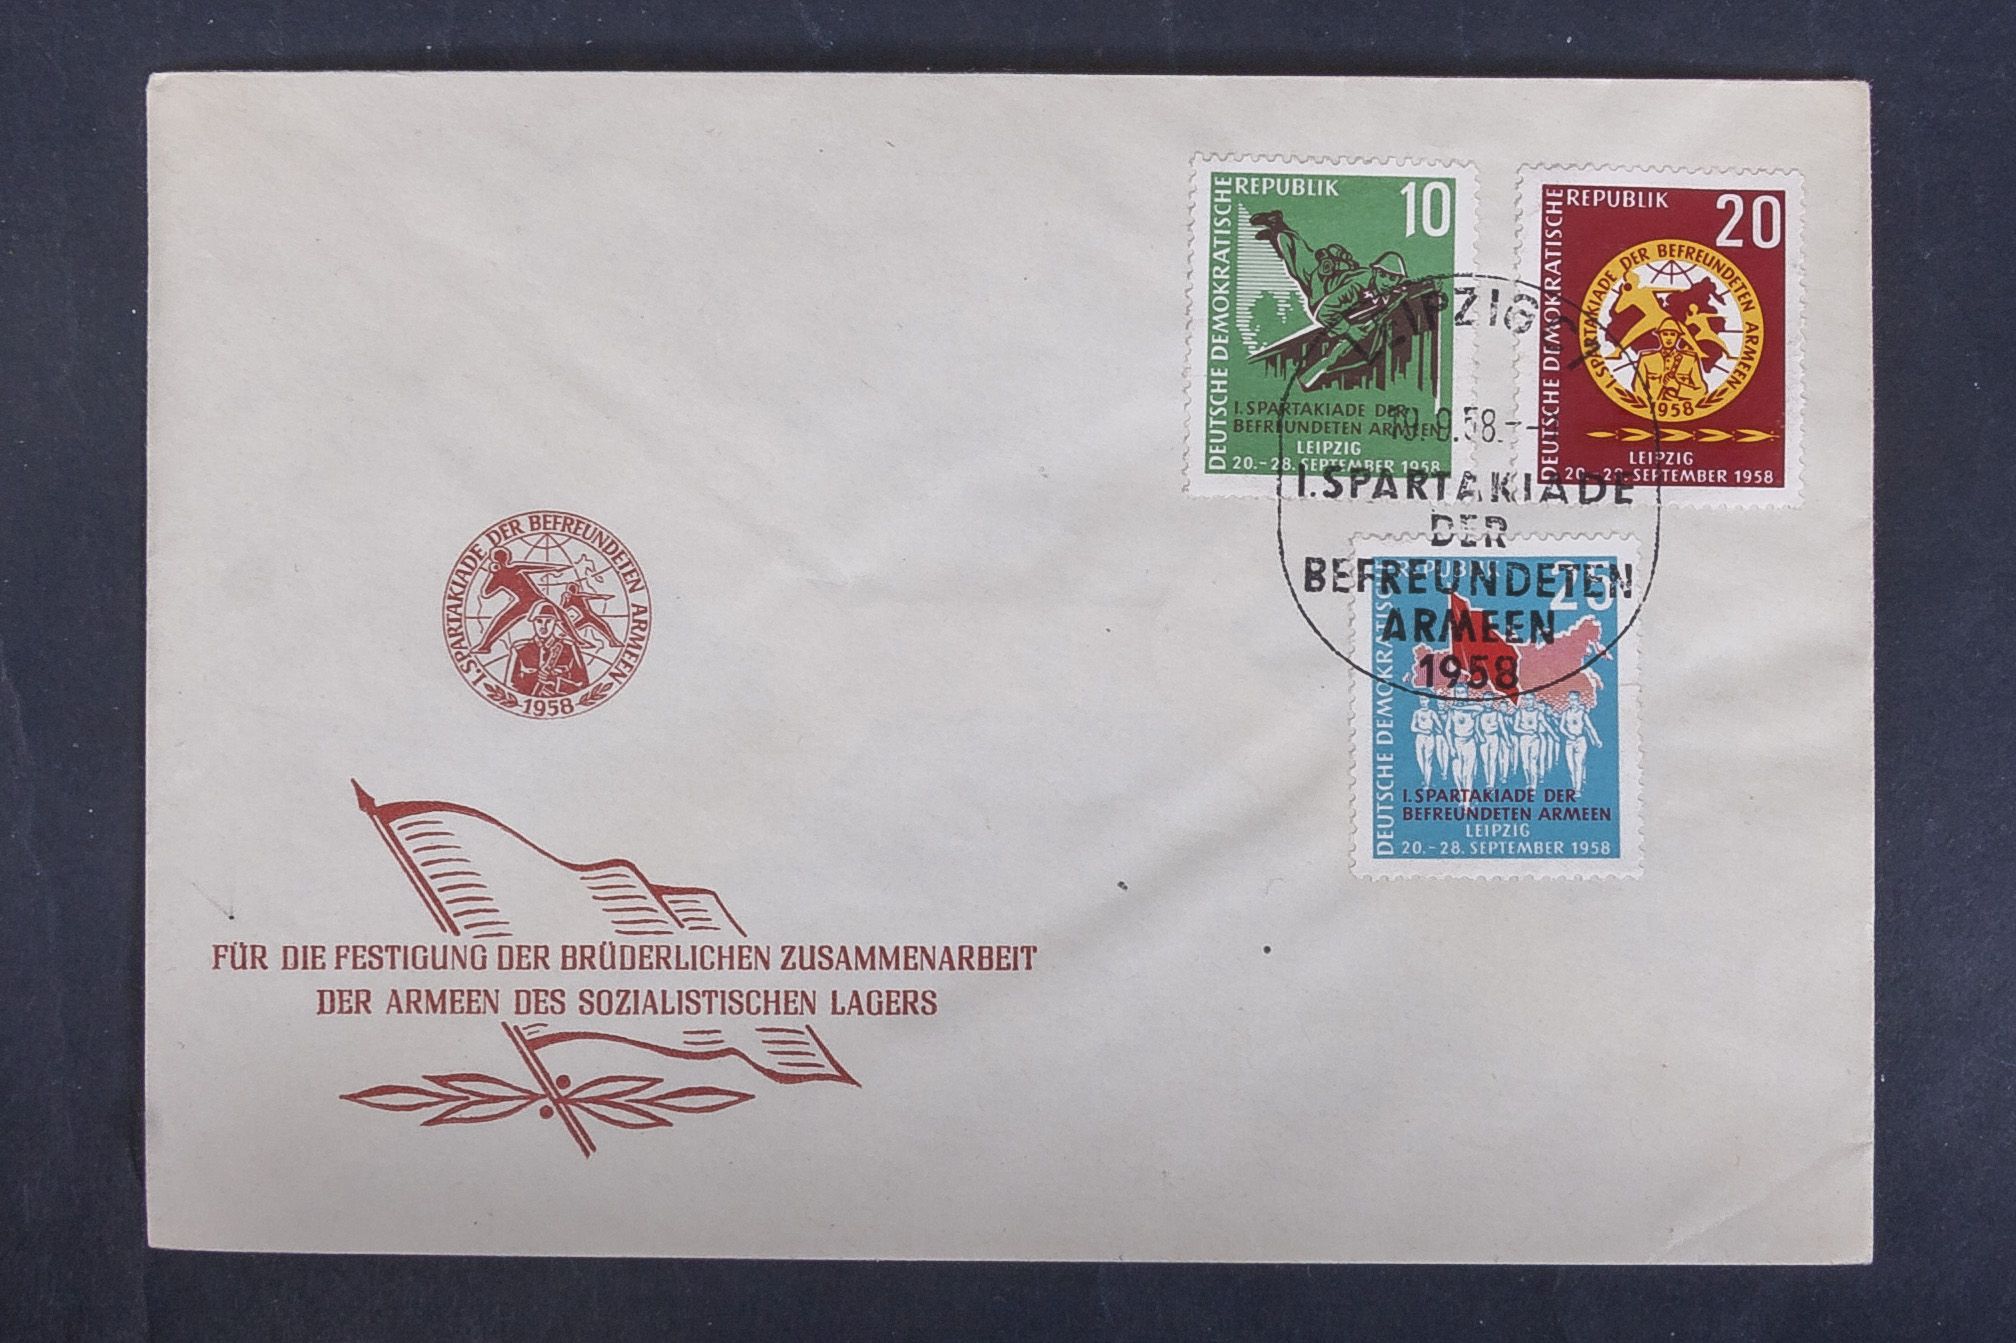 DEUTSCHE DEMOKRATISCHE
REPUBLIK
10
I. SPARTAKIADE DER
BEFREUNDETEN ARMEEN
LEIPZIG
20.-28. SEPTEMBER 1958
DEUTSCHE DEMOKRATISCHE
REPUBLIK
20
I. SPARTAKIADE DER BEFREUNDETEN ARMEEN
1958
LEIPZIG
20.-28. SEPTEMBER 1958
LEIPZIG
.58.--
I. SPARTAKIADE
DER
BEFREUNDETEN
ARMEEN
1958
DEUTSCHE DEMOKRATISCHE
REPUBLIK
25
I. SPARTAKIADE DER
BEFREUNDETEN ARMEEN
LEIPZIG
20.-28. SEPTEMBER 1958
I. SPARTAKIADE DER BEFREUNDETEN ARMEEN
1958
FÜR DIE FESTIGUNG DER BRÜDERLICHEN ZUSAMMENARBEIT
DER ARMEEN DES SOZIALISTISCHEN LAGERS